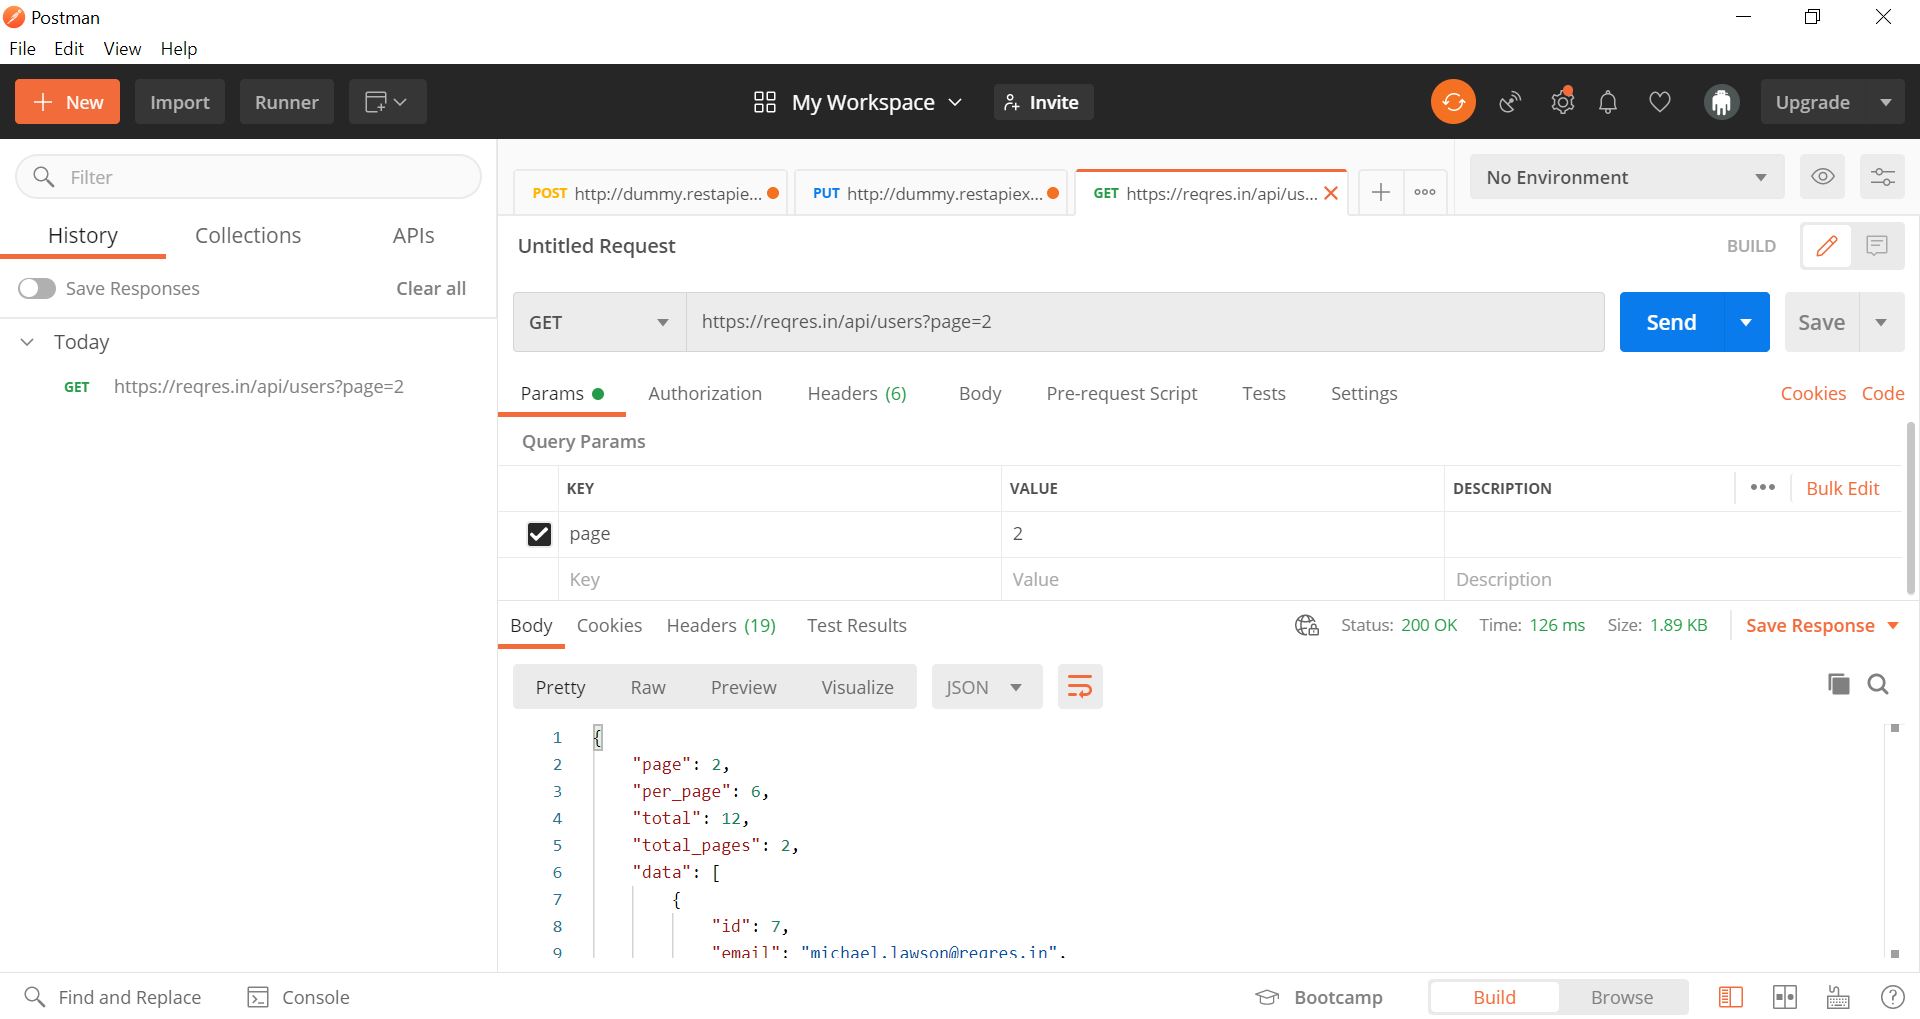 Postman
File Edit View Help
New Import Runner My Workspace Invite Upgrade
Filter
History Collections APIs
Save Responses Clear all
Today
GET https://reqres.in/api/users?page=2
POST http://dummy.restapie... PUT http://dummy.restapiex... GET https://reqres.in/api/us... No Environment
Untitled Request BUILD
GET https://reqres.in/api/users?page=2 Send Save
Params Authorization Headers (6) Body Pre-request Script Tests Settings Cookies Code
Query Params
KEY VALUE DESCRIPTION Bulk Edit
page 2
Key Value Description
Body Cookies Headers (19) Test Results Status: 200 OK Time: 126 ms Size: 1.89 KB Save Response
Pretty Raw Preview Visualize JSON
1 {
2 "page": 2,
3 "per_page": 6,
4 "total": 12,
5 "total_pages": 2,
6 "data": [
7 {
8 "id": 7,
9 "email": "michael.lawson@reqres.in",
Find and Replace Console Bootcamp Build Browse